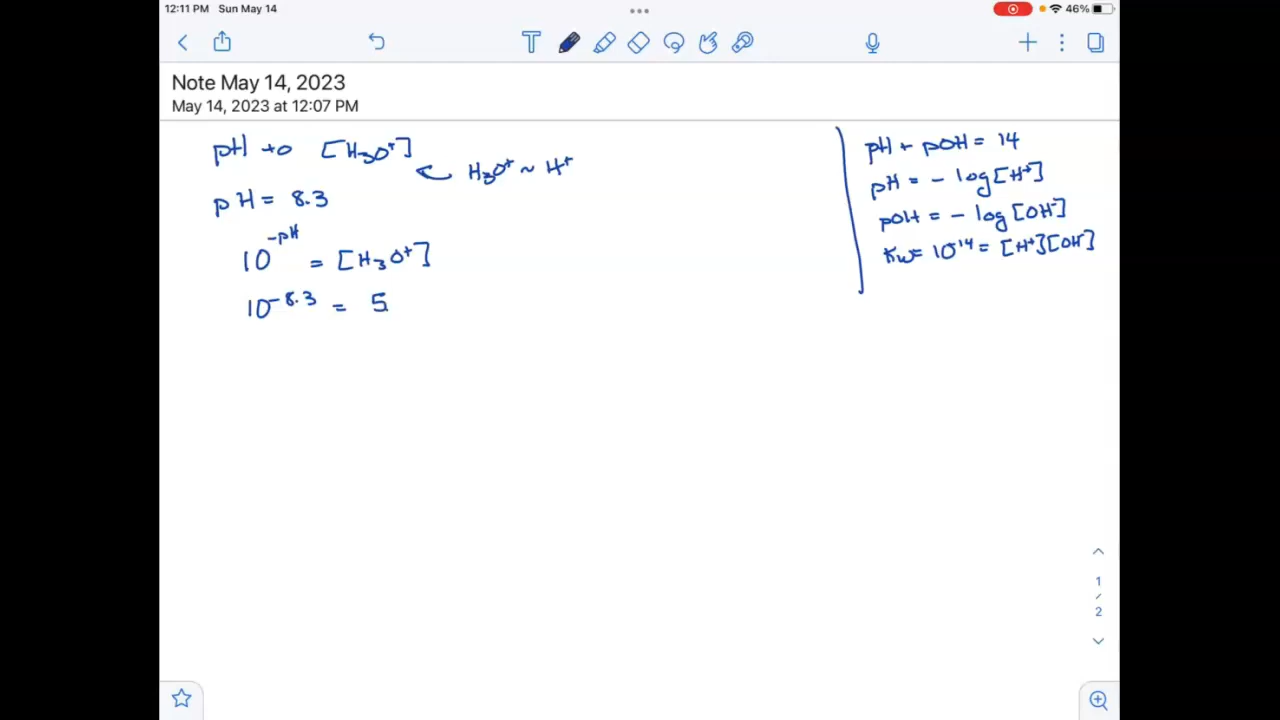 12:11 PM Sun May 14
46%
Note May 14, 2023
May 14, 2023 at 12:07 PM
pH to [H₃O⁺]
H₃O⁺ ~ H⁺
pH = 8.3
10⁻ᵖᴴ = [H₃O⁺]
10⁻⁸·³ = 5
pH + pOH = 14
pH = - log[H⁺]
pOH = - log[OH⁻]
Kw = 10¹⁴ = [H⁺][OH⁻]
1
/
2